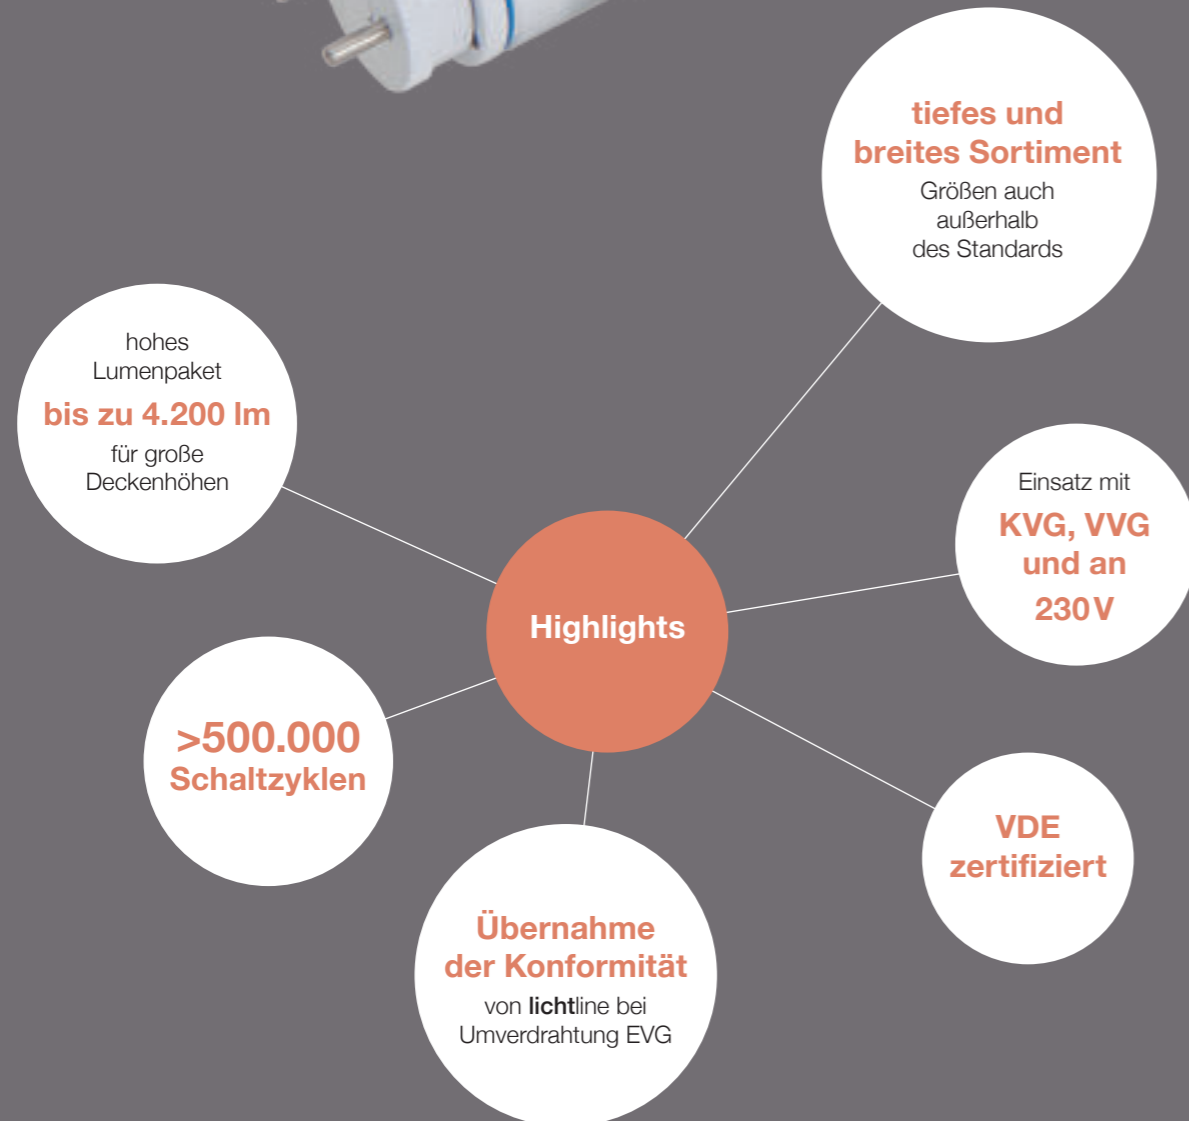 tiefes und
breites Sortiment
Größen auch
außerhalb
des Standards
hohes
Lumenpaket
bis zu 4.200 lm
für große
Deckenhöhen
Einsatz mit
KVG, VVG
und an
230 V
Highlights
>500.000
Schaltzyklen
VDE
zertifiziert
Übernahme
der Konformität
von lichtline bei
Umverdrahtung EVG